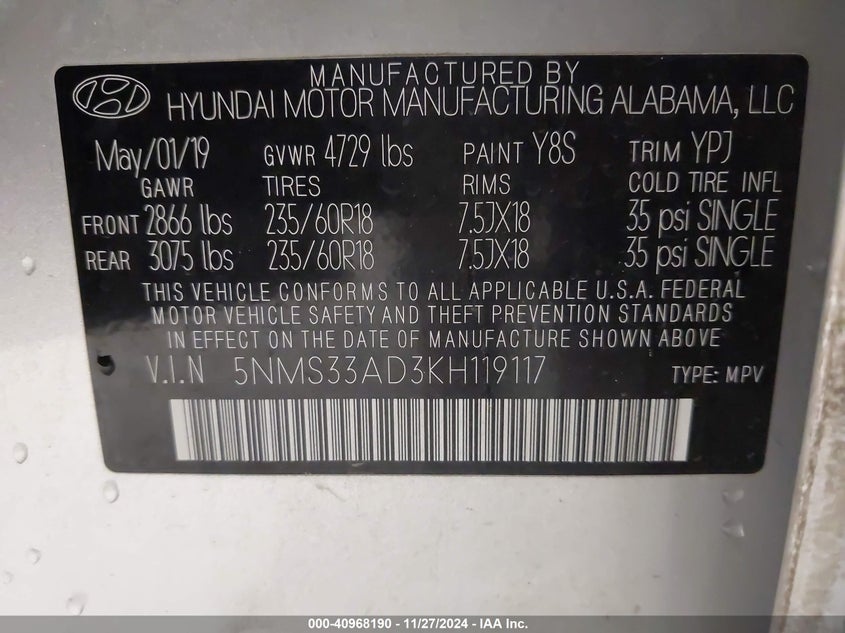 MANUFACTURED BY
HYUNDAI MOTOR MANUFACTURING ALABAMA, LLC
May/01/19 GVWR 4729 lbs PAINT Y8S TRIM YPJ
GAWR TIRES RIMS COLD TIRE INFL
FRONT 2866 lbs 235/60R18 7.5JX18 35 psi SINGLE
REAR 3075 lbs 235/60R18 7.5JX18 35 psi SINGLE
THIS VEHICLE CONFORMS TO ALL APPLICABLE U.S.A. FEDERAL
MOTOR VEHICLE SAFETY AND THEFT PREVENTION STANDARDS
IN EFFECT ON THE DATE OF MANUFACTURE SHOWN ABOVE
V.I.N 5NMS33AD3KH119117 TYPE: MPV
000-40968190 - 11/27/2024 - IAA Inc.